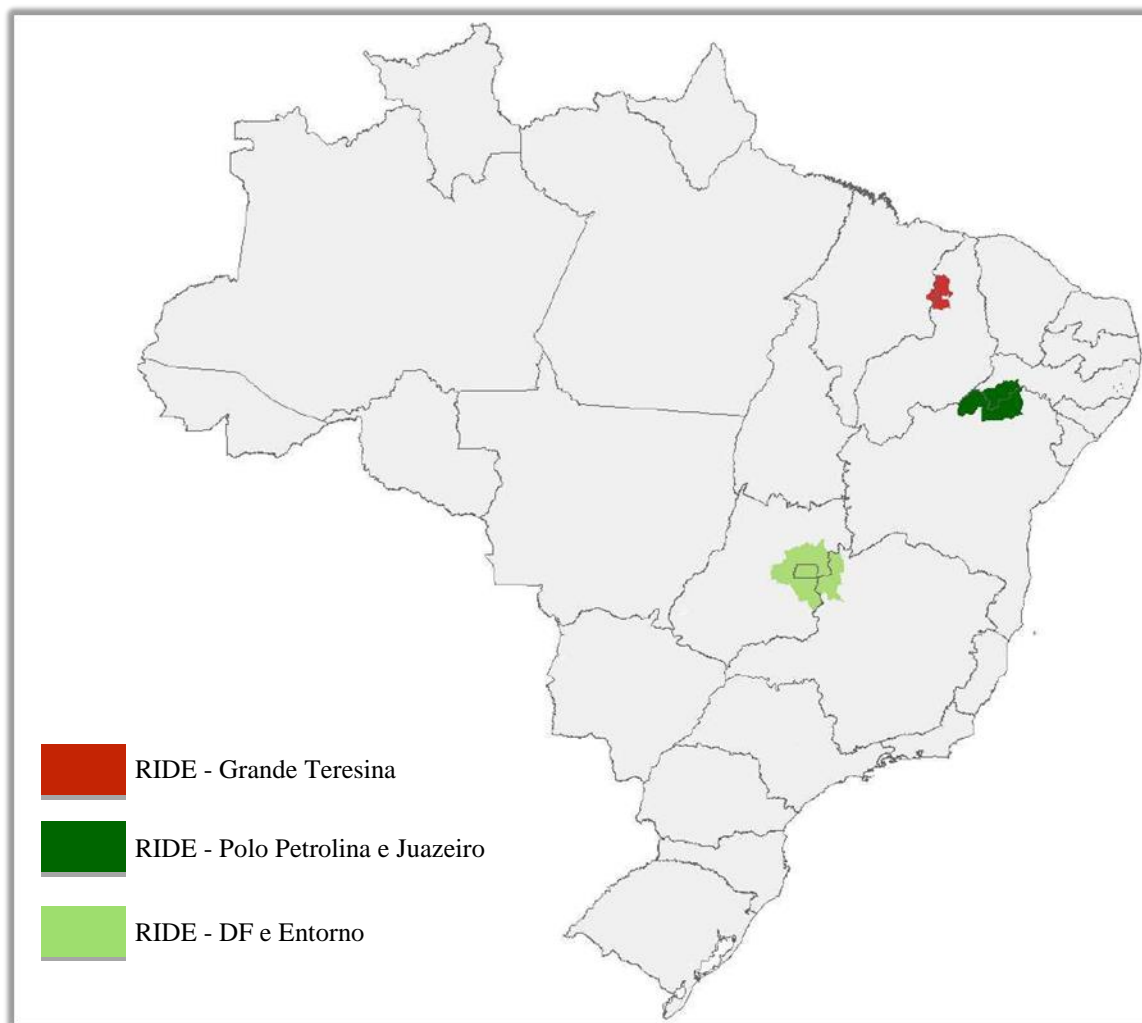 RIDE - Grande Teresina
RIDE - Polo Petrolina e Juazeiro
RIDE - DF e Entorno